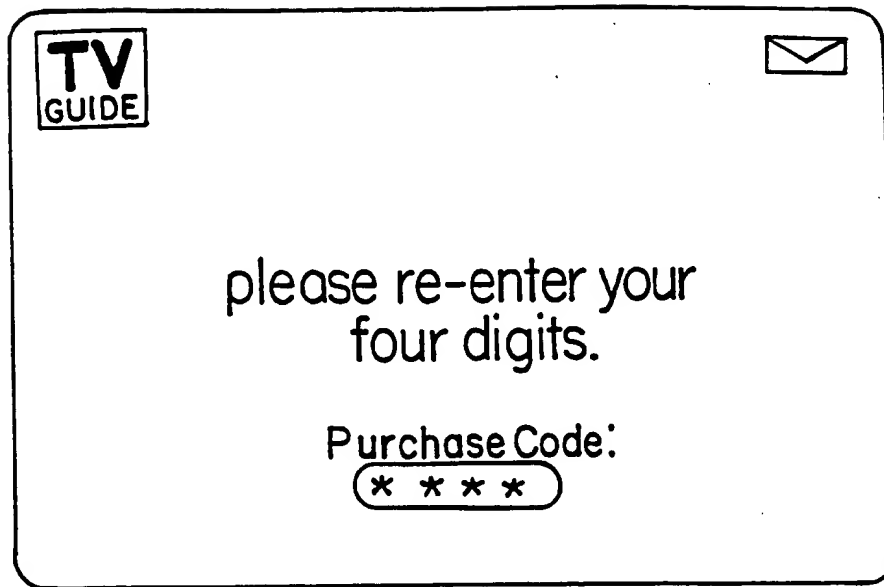 TV
GUIDE
please re-enter your
four digits.
Purchase Code:
* * * *